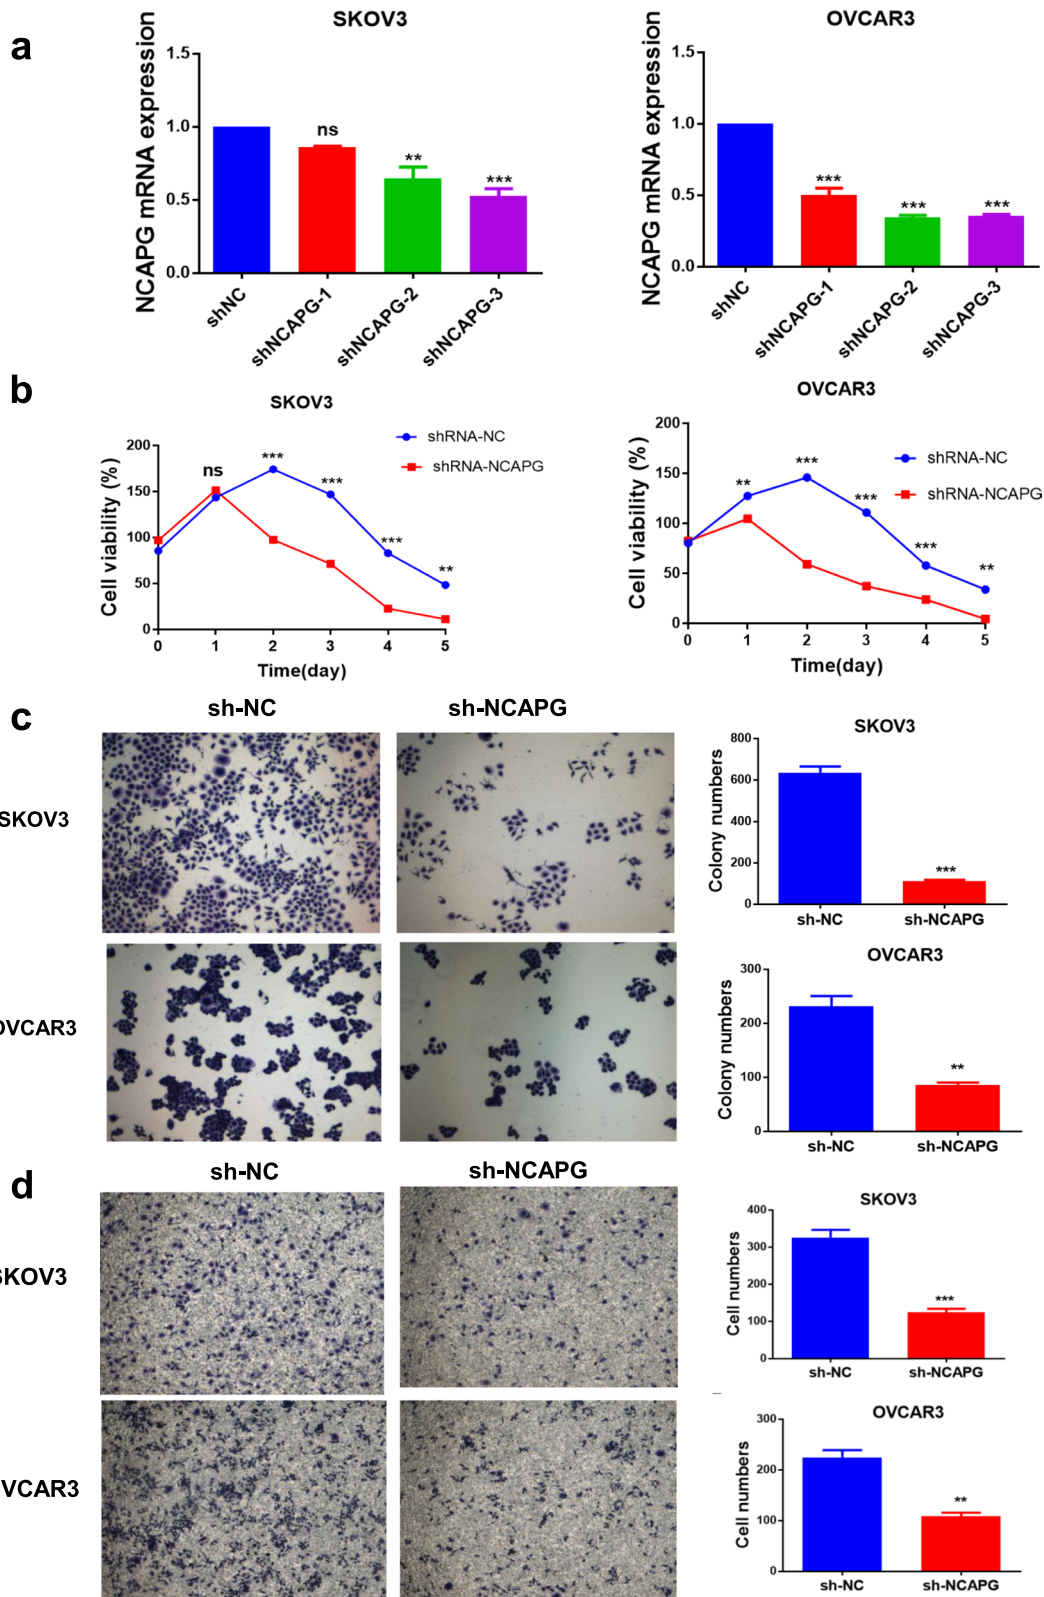 a
SKOV3
NCAPG mRNA expression
1.5
1.0
0.5
0.0
ns
**
***
shNC
shNCAPG-1
shNCAPG-2
shNCAPG-3
OVCAR3
NCAPG mRNA expression
1.5
1.0
0.5
0.0
***
***
***
shNC
shNCAPG-1
shNCAPG-2
shNCAPG-3
b
SKOV3
shRNA-NC
shRNA-NCAPG
Cell viability (%)
200
150
100
50
0
ns
***
***
***
**
0 1 2 3 4 5
Time(day)
OVCAR3
shRNA-NC
shRNA-NCAPG
Cell viability (%)
200
150
100
50
0
**
***
***
***
**
0 1 2 3 4 5
Time(day)
c
sh-NC sh-NCAPG
SKOV3
OVCAR3
SKOV3
Colony numbers
800
600
400
200
0
***
sh-NC sh-NCAPG
OVCAR3
Colony numbers
300
200
100
0
**
sh-NC sh-NCAPG
d
sh-NC sh-NCAPG
SKOV3
VCAR3
SKOV3
Cell numbers
400
300
200
100
0
***
sh-NC sh-NCAPG
OVCAR3
Cell numbers
300
200
100
0
**
sh-NC sh-NCAPG